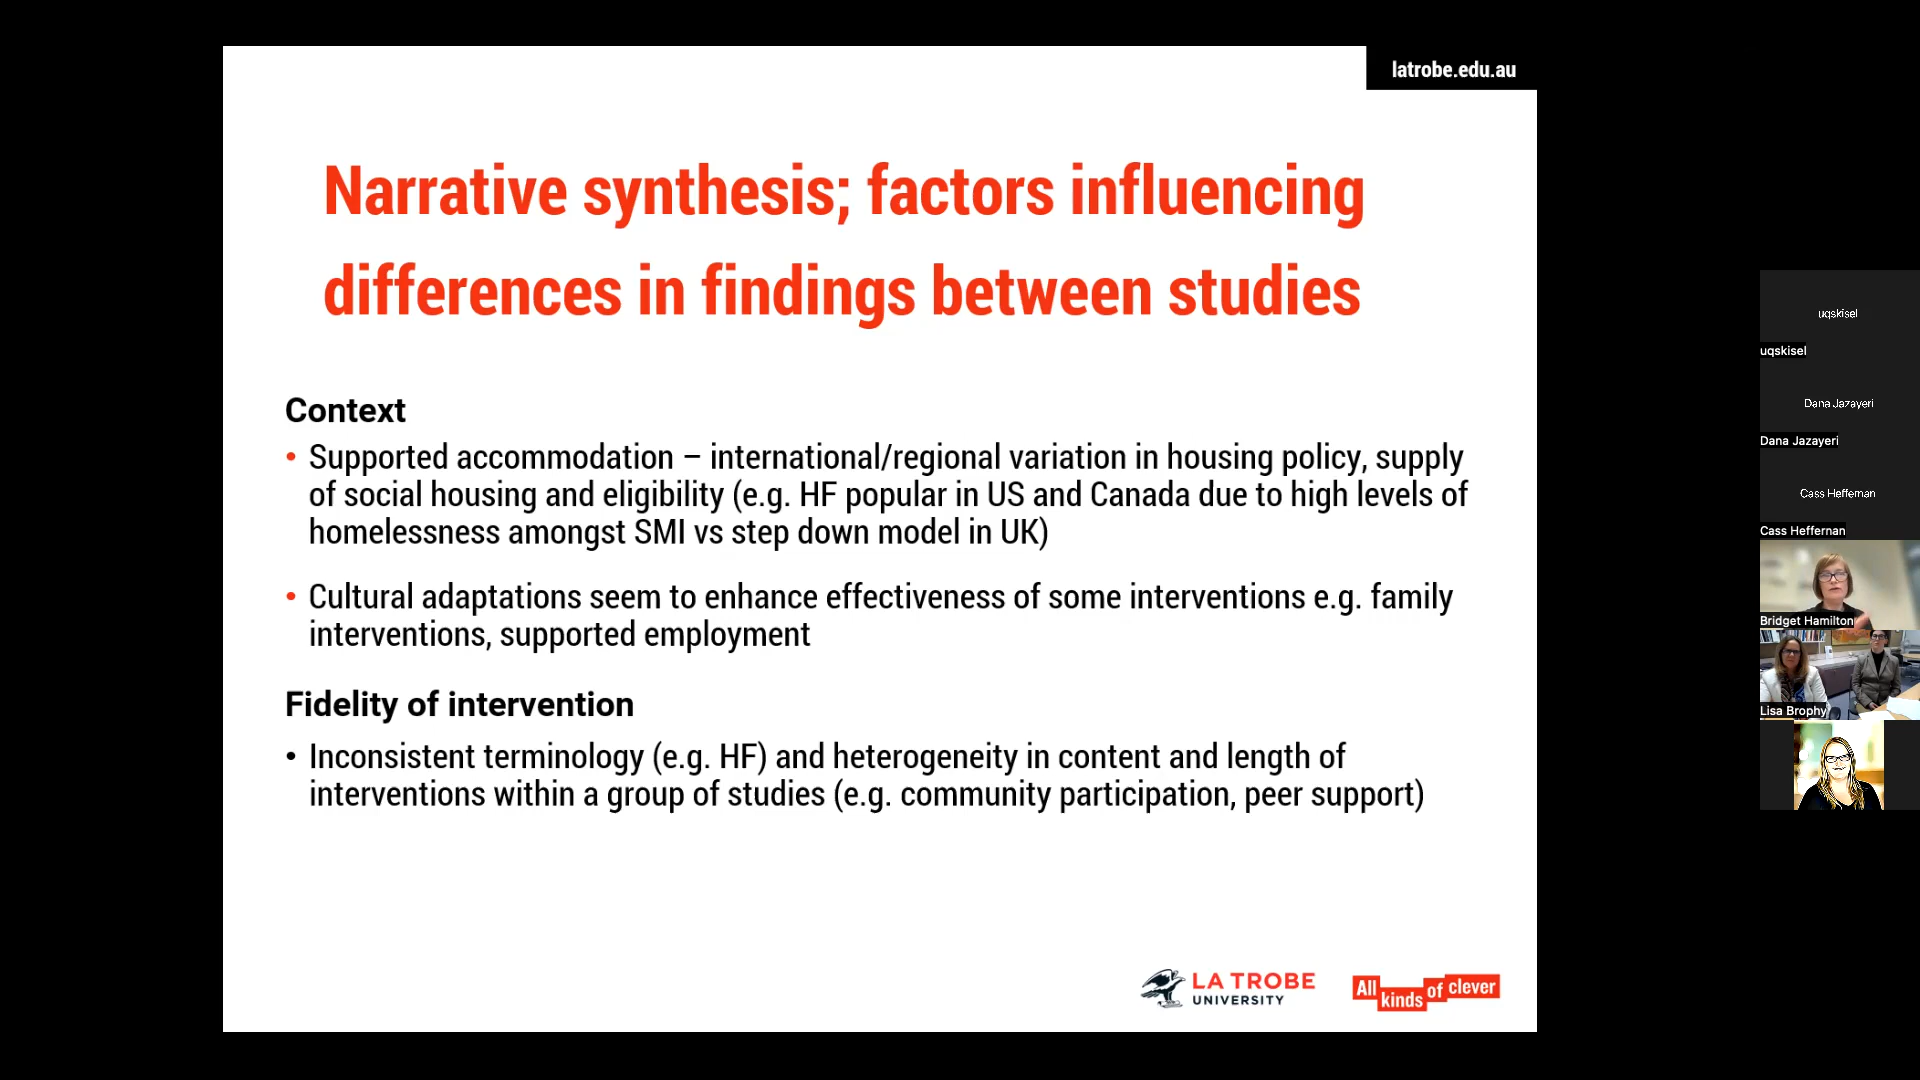 latrobe.edu.au
Narrative synthesis; factors influencing
differences in findings between studies
Context
• Supported accommodation – international/regional variation in housing policy, supply
of social housing and eligibility (e.g. HF popular in US and Canada due to high levels of
homelessness amongst SMI vs step down model in UK)
• Cultural adaptations seem to enhance effectiveness of some interventions e.g. family
interventions, supported employment
Fidelity of intervention
• Inconsistent terminology (e.g. HF) and heterogeneity in content and length of
interventions within a group of studies (e.g. community participation, peer support)
LA TROBE
UNIVERSITY
All kinds of clever
uqskisel
uqskisel
Dana Jazayeri
Dana Jazayeri
Cass Heffernan
Cass Heffernan
Bridget Hamilton
Lisa Brophy